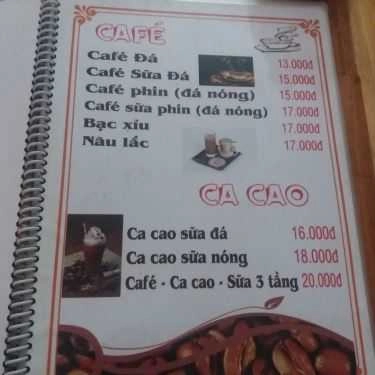 CAFÉ
Café Đá 13.000đ
Café Sữa Đá 15.000đ
Café phin (đá nóng) 15.000đ
Café sữa phin (đá nóng) 17.000đ
Bạc xíu 17.000đ
Nâu lắc 17.000đ
CA CAO
Ca cao sữa đá 16.000đ
Ca cao sữa nóng 18.000đ
Café - Ca cao - Sữa 3 tầng 20.000đ